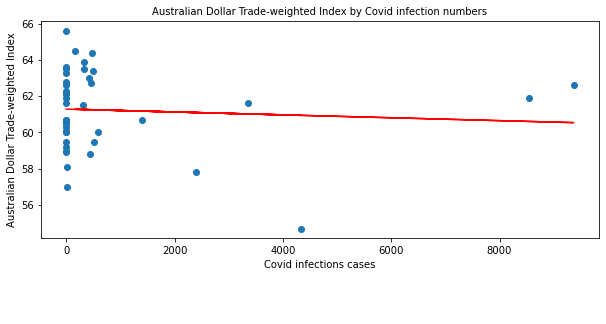 Australian Dollar Trade-weighted Index by Covid infection numbers
Australian Dollar Trade-weighted Index
66
64
62
60
58
56
0 2000 4000 6000 8000
Covid infections cases